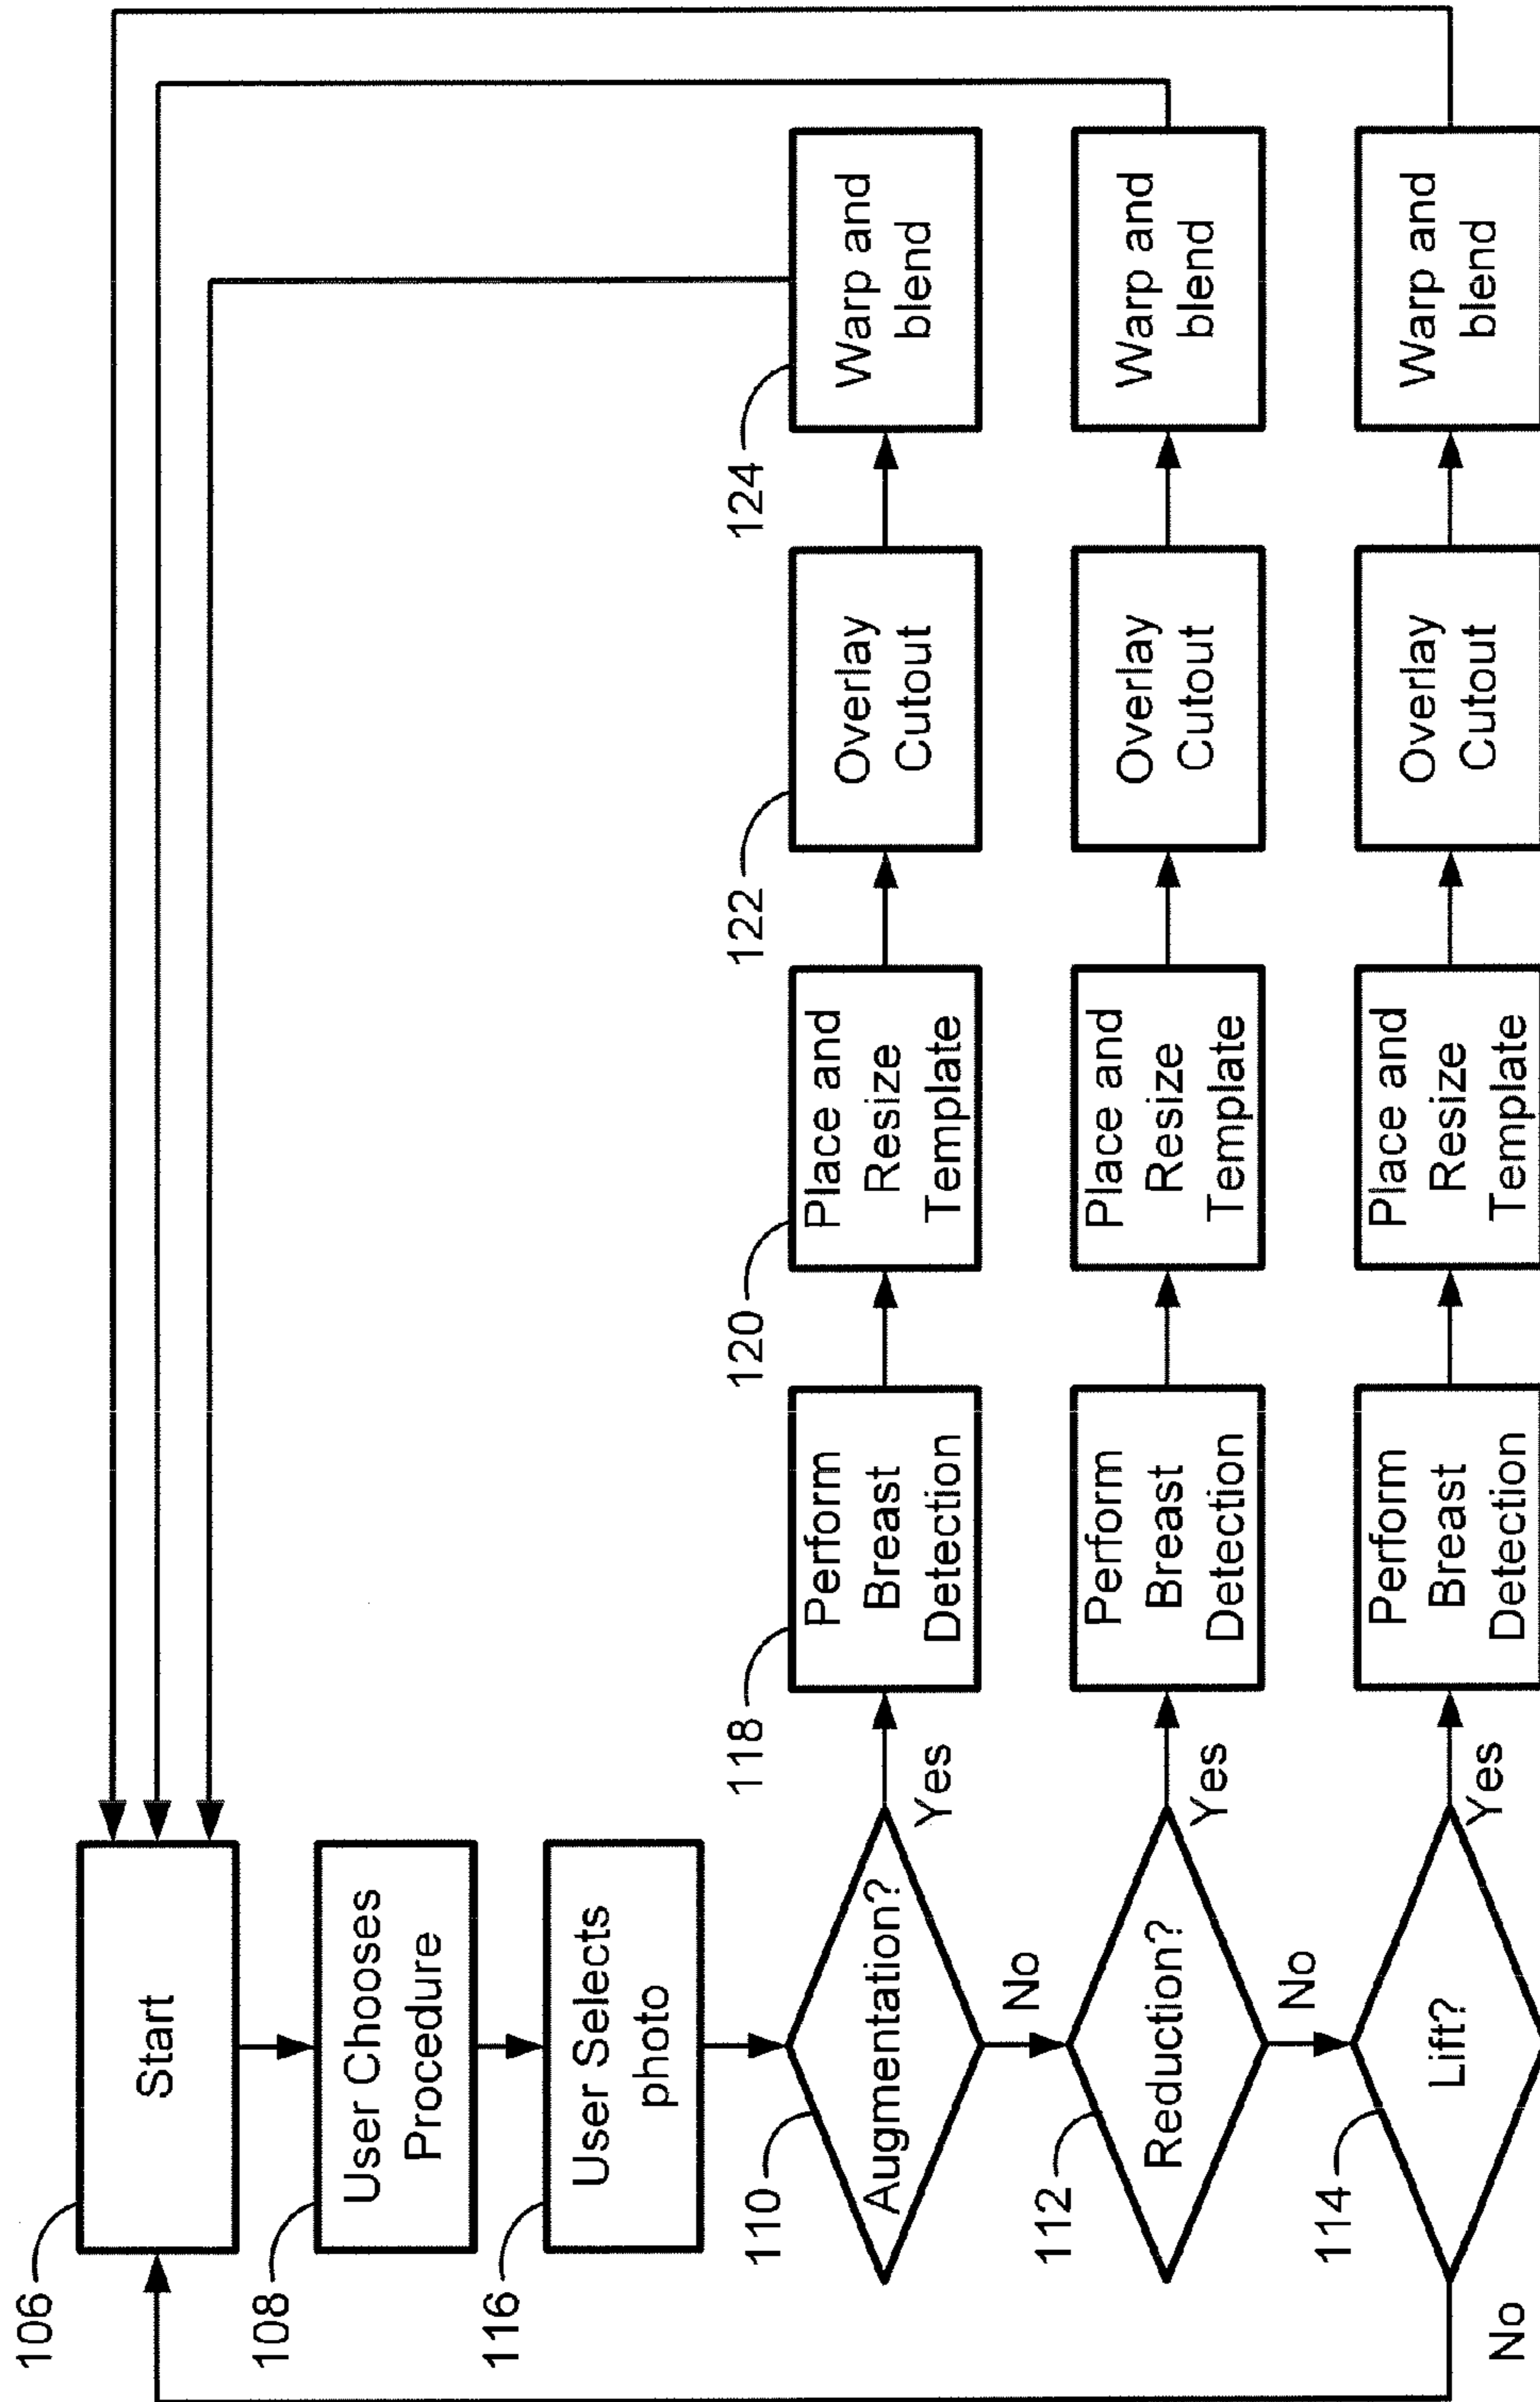 106
Start
108
User Chooses
Procedure
116
User Selects
photo
110
Augmentation?
Yes
No
118
Perform
Breast
Detection
120
Place and
Resize
Template
122
Overlay
Cutout
124
Warp and
blend
112
Reduction?
Yes
No
Perform
Breast
Detection
Place and
Resize
Template
Overlay
Cutout
Warp and
blend
114
Lift?
Yes
No
Perform
Breast
Detection
Place and
Resize
Template
Overlay
Cutout
Warp and
blend